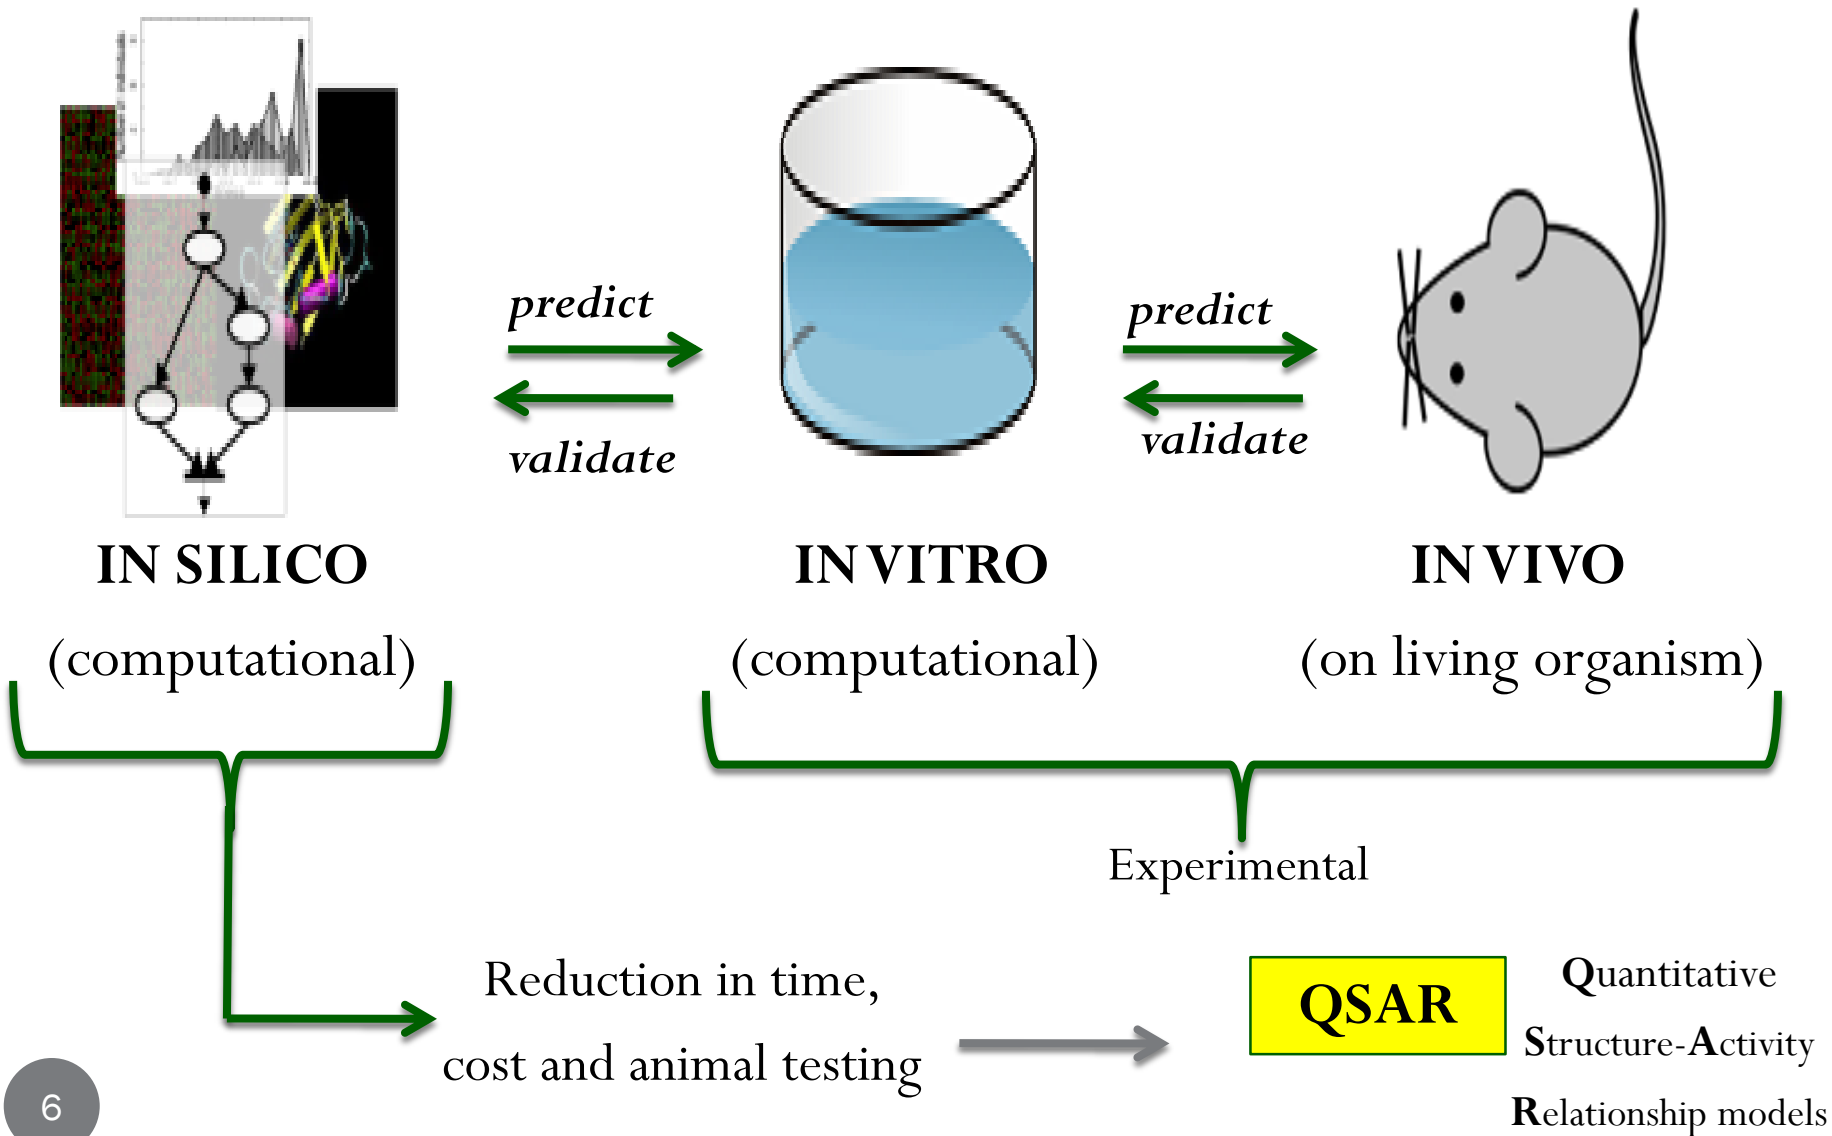 predict
predict
validate
validate
IN SILICO
IN VITRO
IN VIVO
(computational)
(computational)
(on living organism)
Experimental
Reduction in time,
cost and animal testing
QSAR
Quantitative
Structure-Activity
Relationship models
6